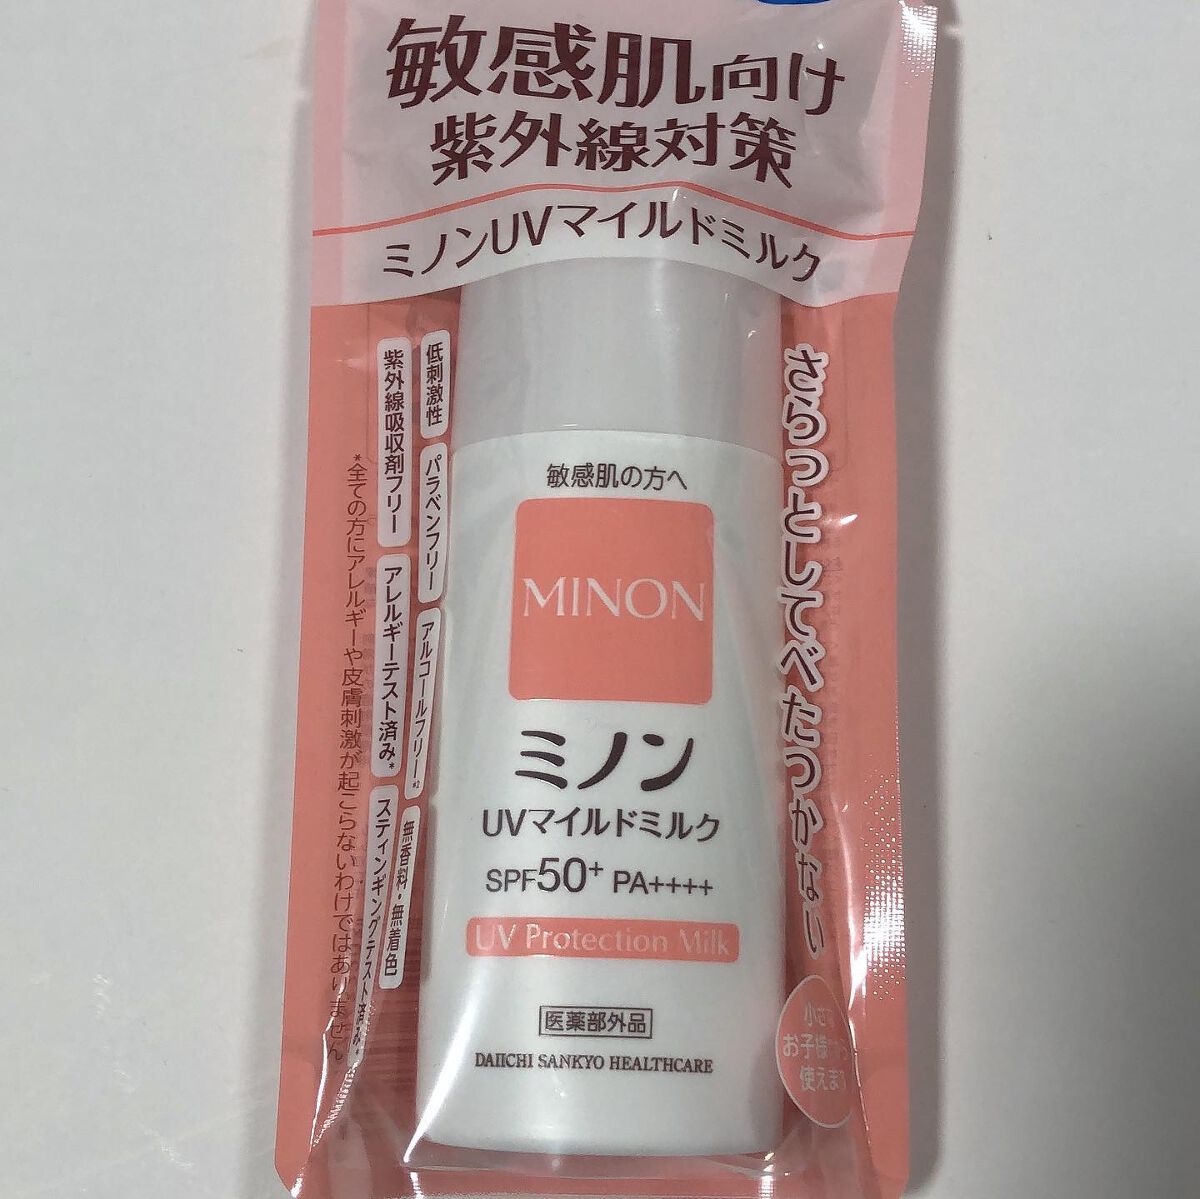 敏感肌向け
紫外線対策
ミノンUVマイルドミルク
さらっとしてべたつかない
低刺激性
パラベンフリー
アルコールフリー*2
無香料・無着色
紫外線吸収剤フリー
アレルギーテスト済み*
スティンギングテスト済み*
*全ての方にアレルギーや皮膚刺激が起こらないわけではありません
敏感肌の方へ
MINON
ミノン
UVマイルドミルク
SPF50+ PA++++
UV Protection Milk
医薬部外品
DAIICHI SANKYO HEALTHCARE
小さな
お子様から
使えます